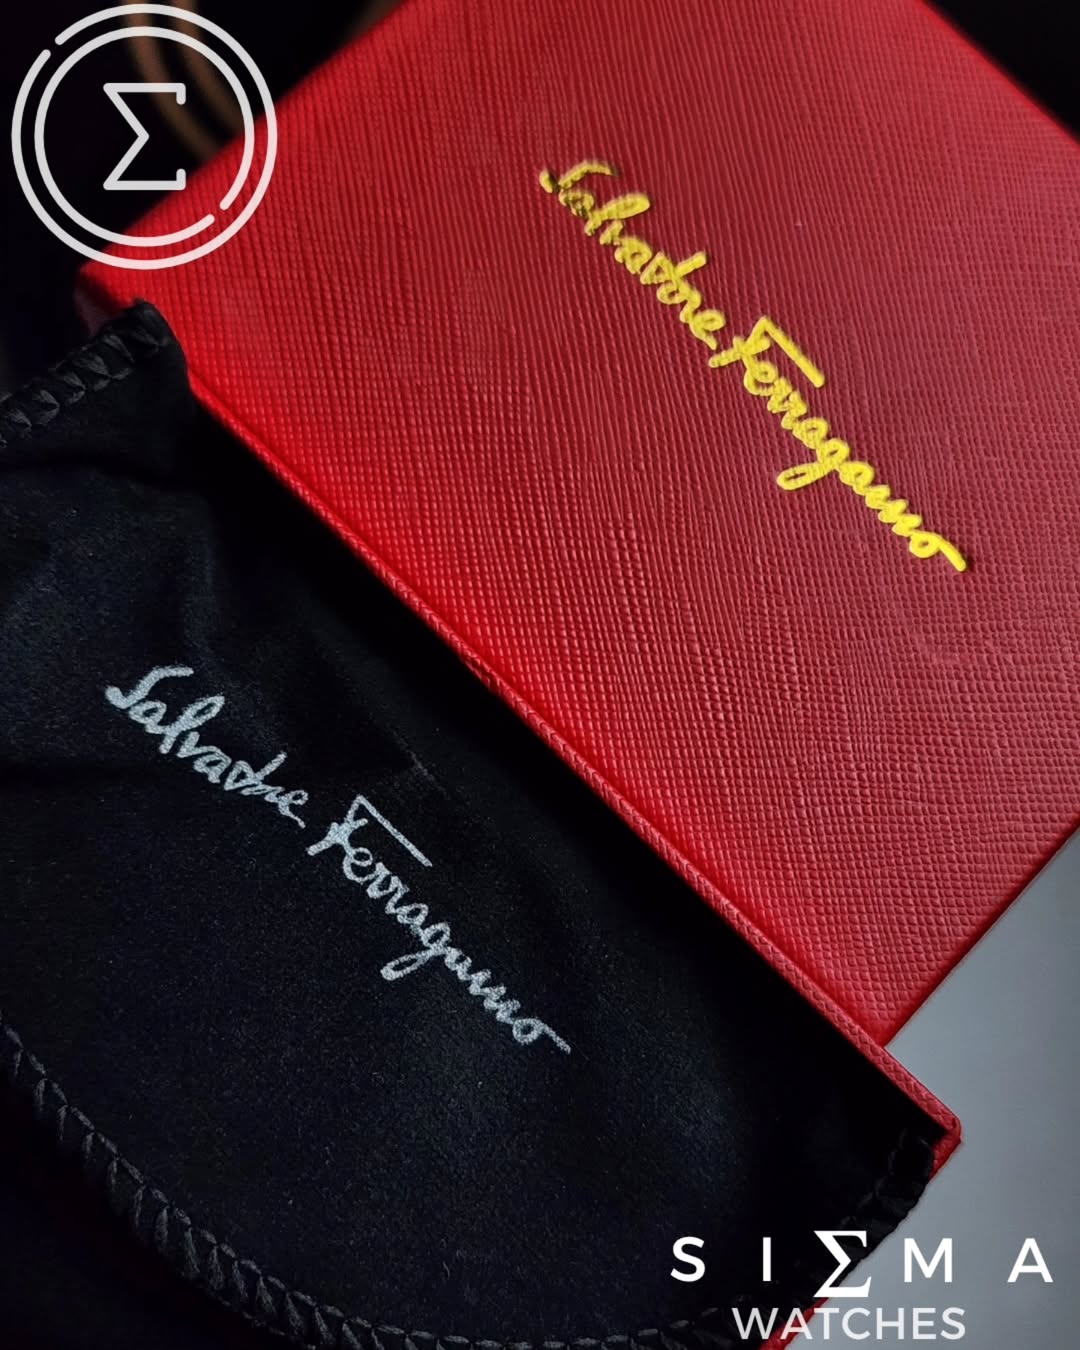 Σ
Salvatore Ferragamo
Salvatore Ferragamo
SIΣMA
WATCHES